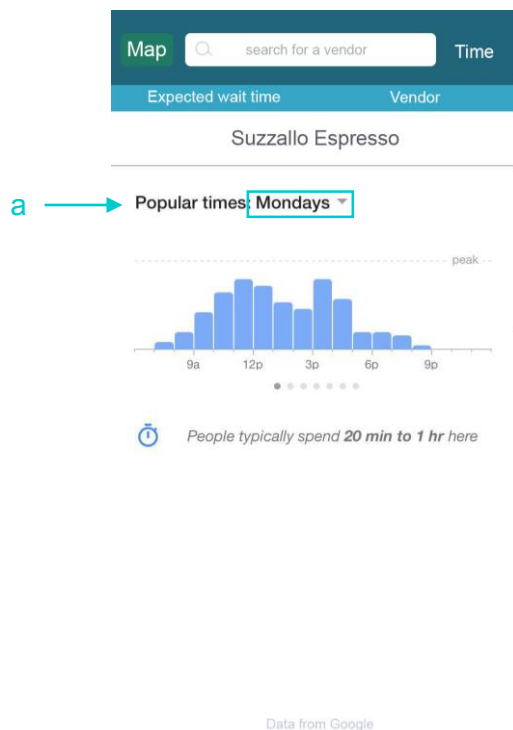 Map search for a vendor Time
Expected wait time Vendor
Suzzallo Espresso
a Popular times: Mondays
peak
9a 12p 3p 6p 9p
People typically spend 20 min to 1 hr here
Data from Google